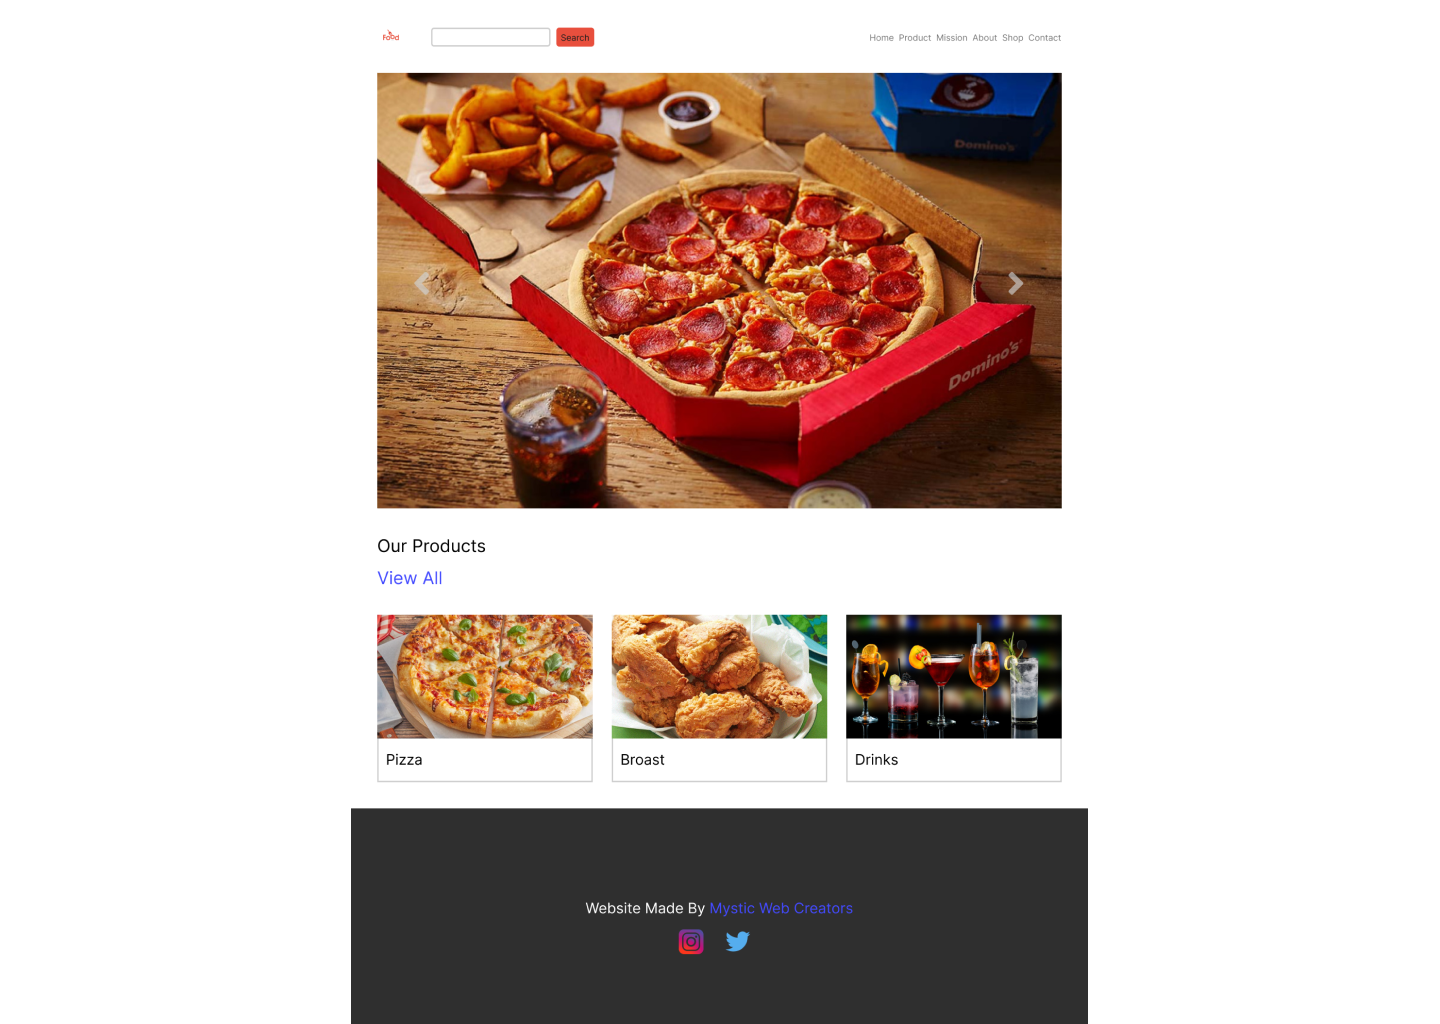 Food
Search
Home Product Mission About Shop Contact
Domino's
Domino's
Our Products
View All
Pizza
Broast
Drinks
Website Made By Mystic Web Creators